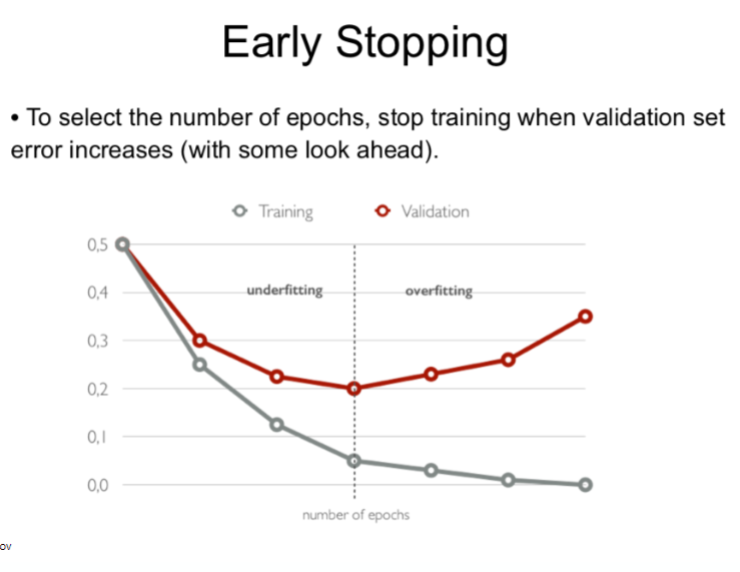 Early Stopping
• To select the number of epochs, stop training when validation set
error increases (with some look ahead).
Training Validation
0,5
underfitting overfitting
0,4
0,3
0,2
0,1
0,0
number of epochs
ov